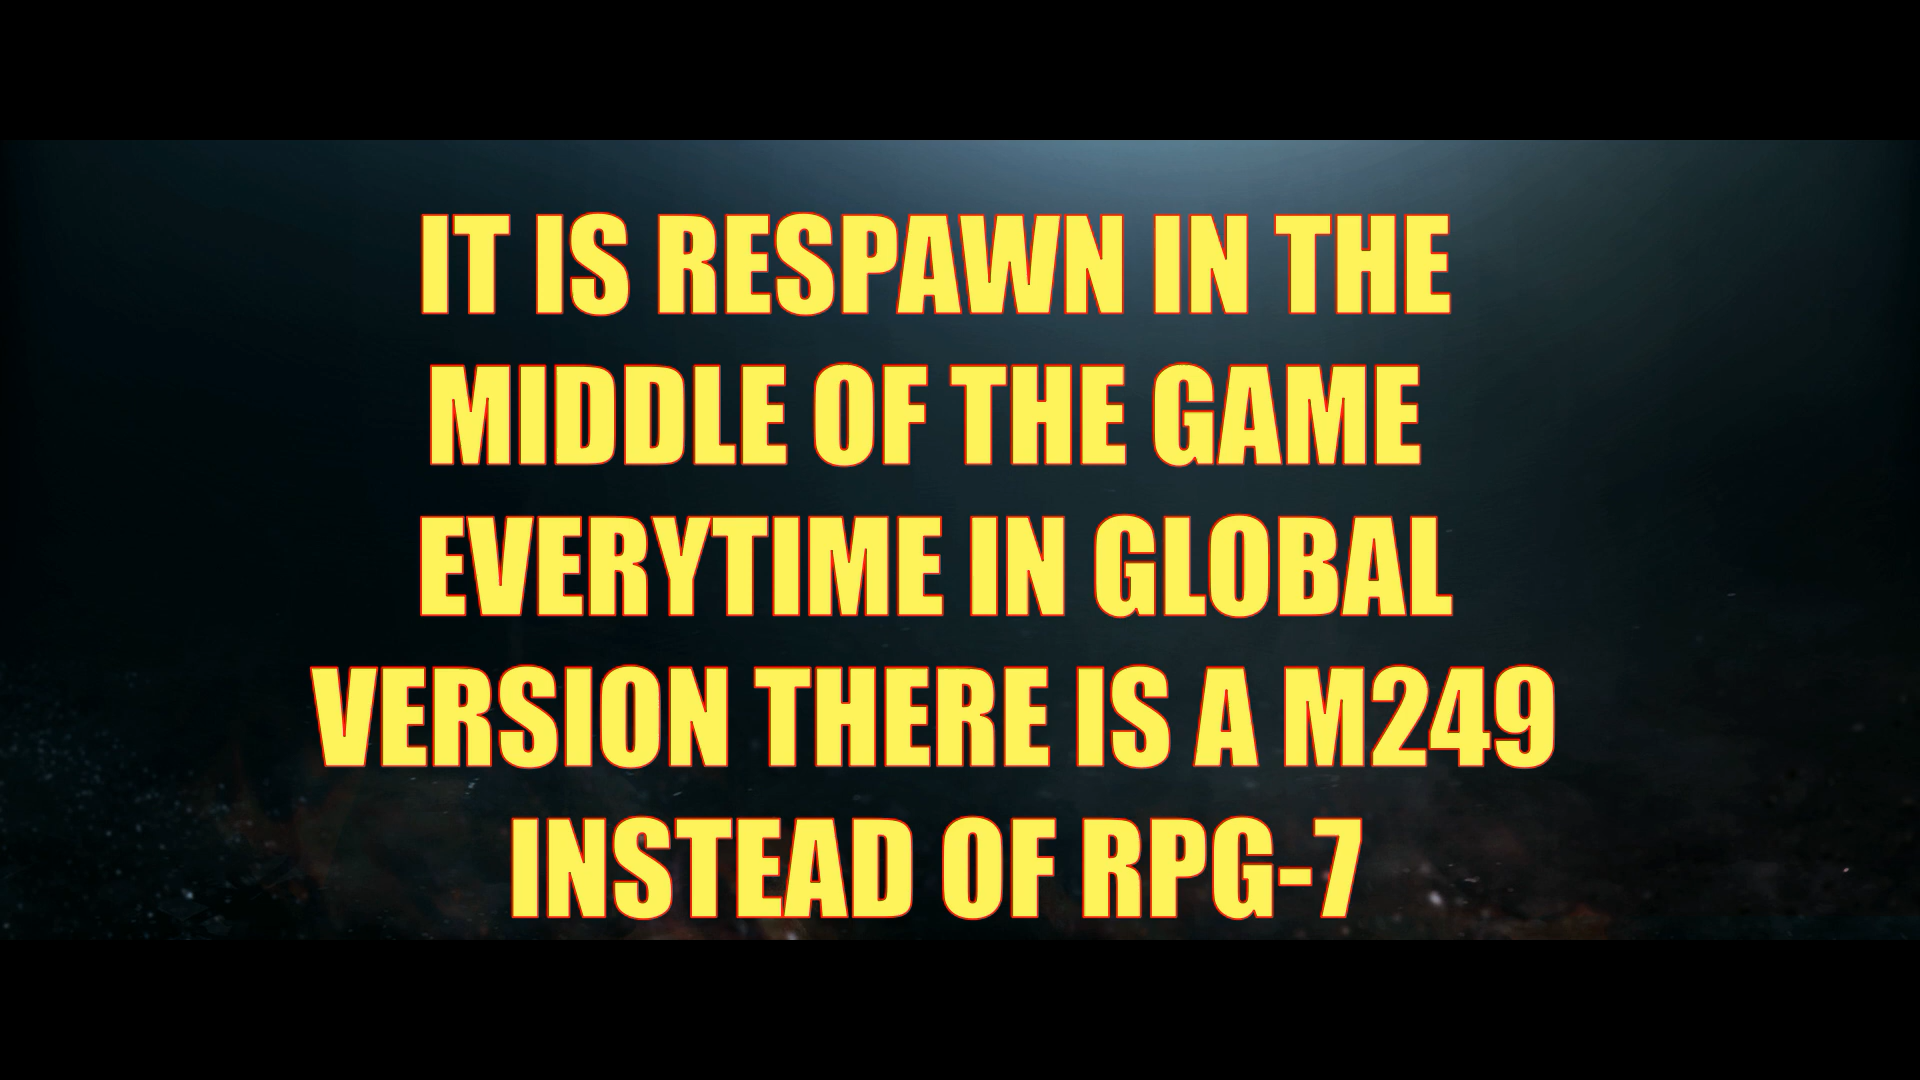 IT IS RESPAWN IN THE
MIDDLE OF THE GAME
EVERYTIME IN GLOBAL
VERSION THERE IS A M249
INSTEAD OF RPG-7